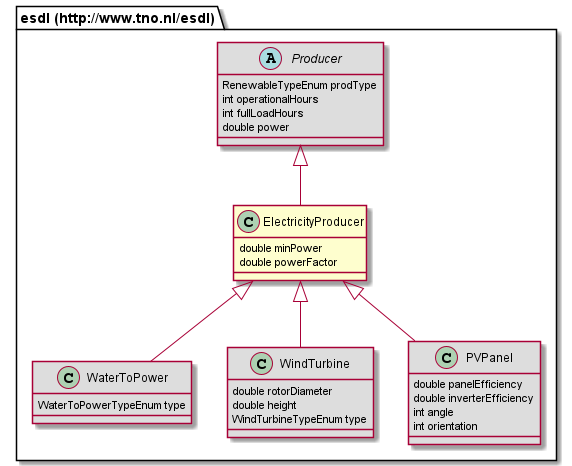 esdl (http://www.tno.nl/esdl)
A Producer
RenewableTypeEnum prodType
int operationalHours
int fullLoadHours
double power
C ElectricityProducer
double minPower
double powerFactor
C WaterToPower
WaterToPowerTypeEnum type
C WindTurbine
double rotorDiameter
double height
WindTurbineTypeEnum type
C PVPanel
double panelEfficiency
double inverterEfficiency
int angle
int orientation